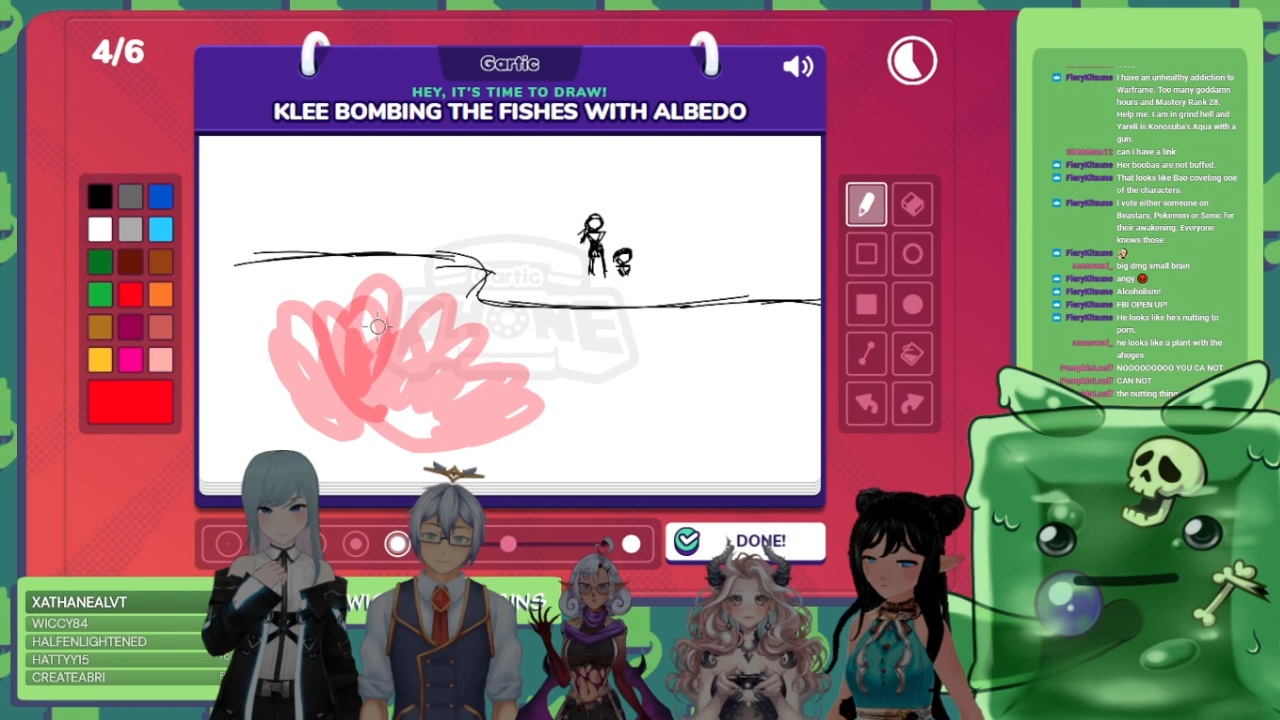 4/6
Gartic
HEY, IT'S TIME TO DRAW!
KLEE BOMBING THE FISHES WITH ALBEDO
Gartic
PHONE
DONE!
FieryKitsune I have an unhealthy addiction to
Warframe. Too many goddamn
hours and Mastery Rank 28.
Help me. I am in grind hell and
Yareli is Konosuba's Aqua with a
gun.
can i have a link
FieryKitsune Her boobas are not buffed.
FieryKitsune That looks like Bao coveting one
of the characters.
FieryKitsune I vote either someone on
Beastars, Pokemon or Sonic for
their awakening. Everyone
knows those.
FieryKitsune
big dmg small brain
FieryKitsune angy
FieryKitsune Alcoholism!
FieryKitsune FBI OPEN UP!
FieryKitsune He looks like he's nutting to
porn.
he looks like a plant with the
ahoges
PumpkinLoaff NOOOOOOOOO YOU CA NOT
PumpkinLoaff CAN NOT
the nutting thing
XATHANEALVT
WICCY84
HALFENLIGHTENED
HATTYY15
CREATEABRI